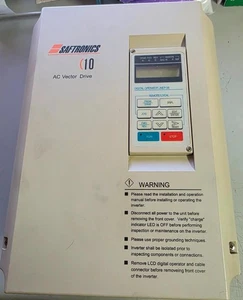 SAFTRONICS
C10
AC Vector Drive
DIGITAL OPERATOR
WARNING
Please read the installation and operation
manual before installing or operating the
inverter.
Disconnect all power to the unit before
removing the front cover. Verify "charge"
indicator LED is OFF before performing
inspection or maintenance on the inverter.
Please use proper grounding techniques.
Inverter shall be isolated prior to
inspecting components or connections.
Remove LCD digital operator and cable
connector before removing front cover
of the inverter.